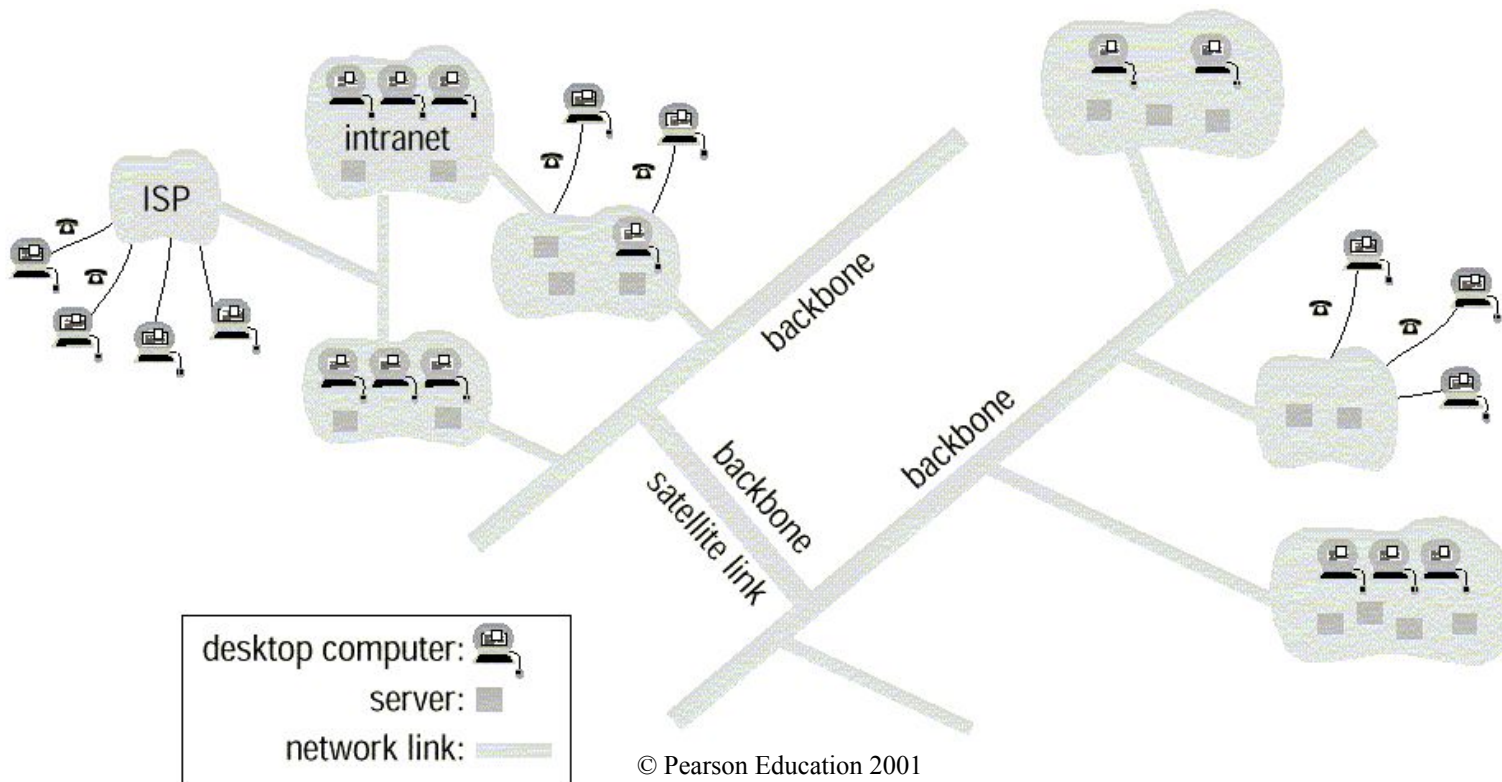 intranet
ISP
backbone
backbone
backbone
satellite link
desktop computer:
server:
network link:
© Pearson Education 2001